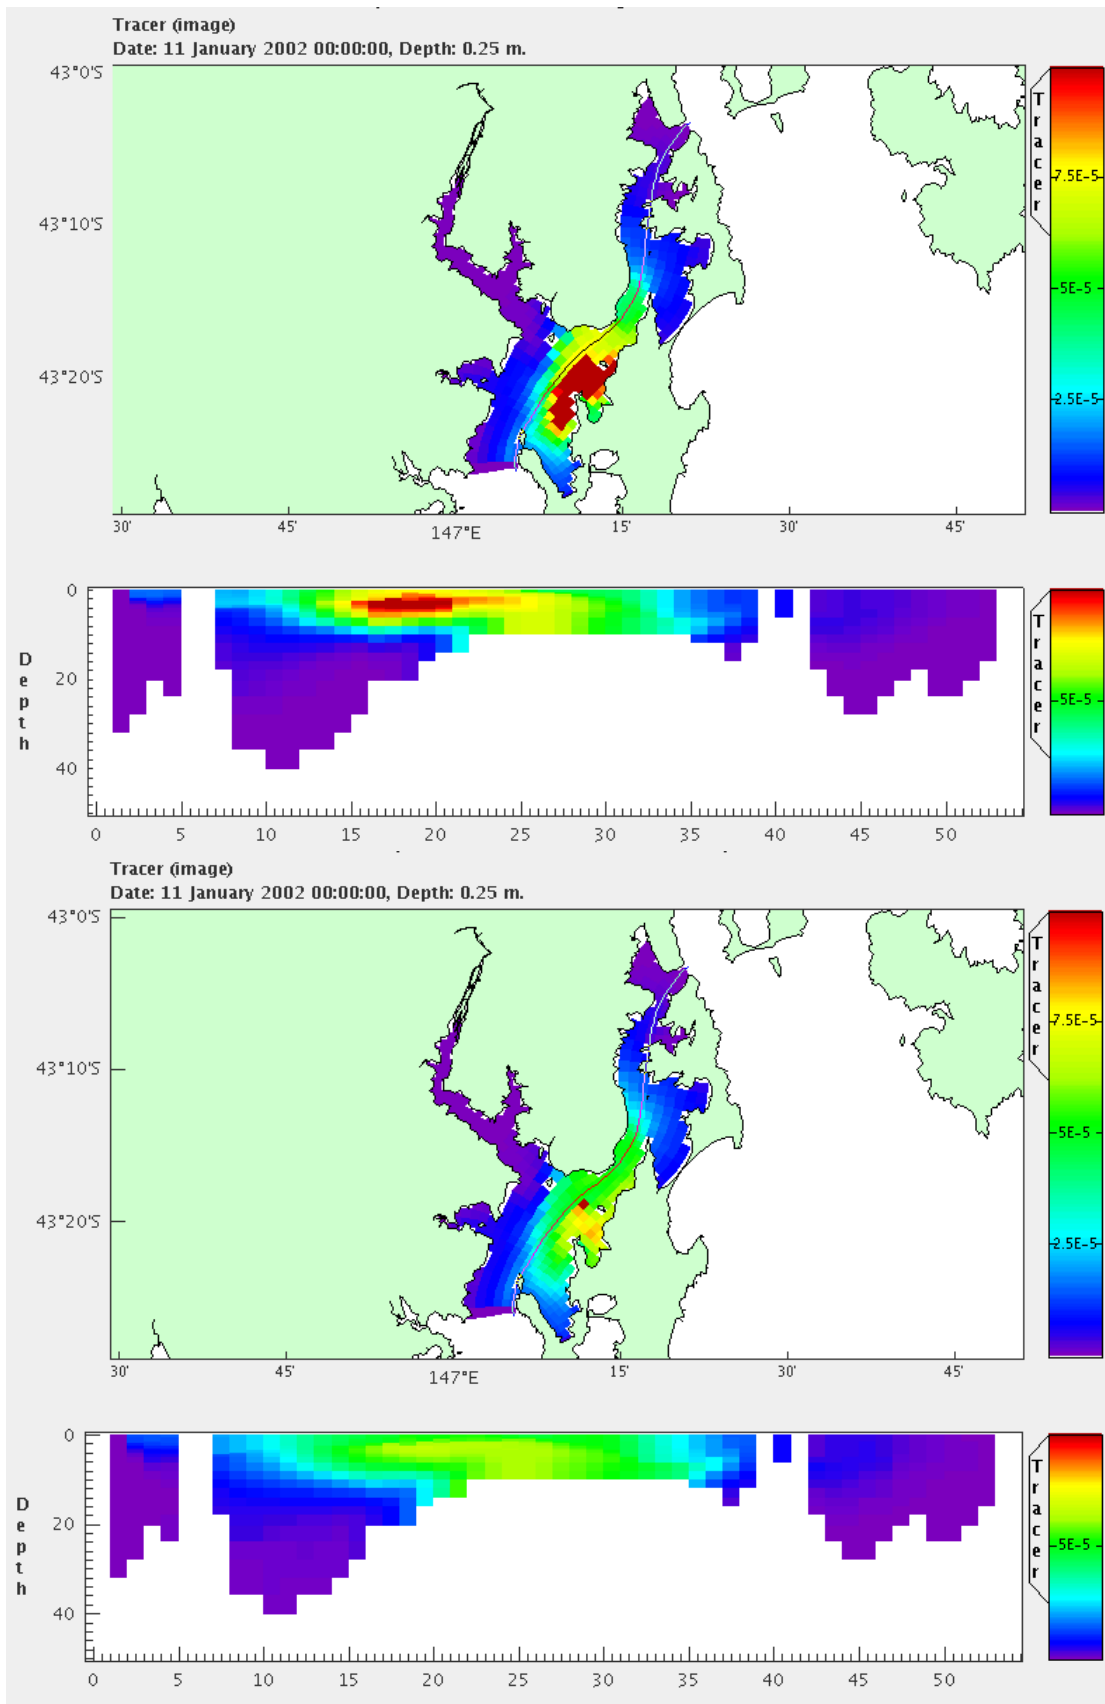 Tracer (image)
Date: 11 January 2002 00:00:00, Depth: 0.25 m.
43°0'S
43°10'S
43°20'S
30'
45'
147°E
15'
30'
45'
Tracer
7.5E-5
5E-5
2.5E-5
Depth
0
20
40
0
5
10
15
20
25
30
35
40
45
50
Tracer
5E-5
Tracer (image)
Date: 11 January 2002 00:00:00, Depth: 0.25 m.
43°0'S
43°10'S
43°20'S
30'
45'
147°E
15'
30'
45'
Tracer
7.5E-5
5E-5
2.5E-5
Depth
0
20
40
0
5
10
15
20
25
30
35
40
45
50
Tracer
5E-5